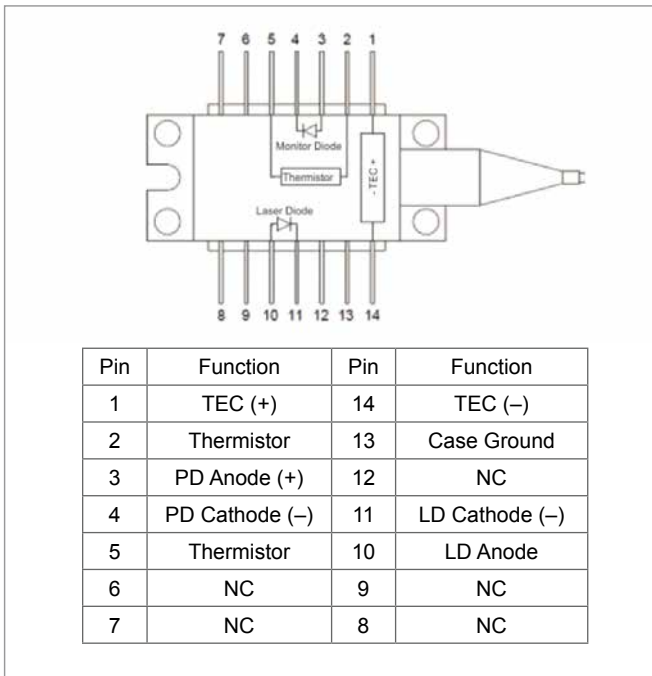 7 6 5 4 3 2 1
Monitor Diode
Thermistor
- TEC +
Laser Diode
8 9 10 11 12 13 14
Pin Function Pin Function
1 TEC (+) 14 TEC (–)
2 Thermistor 13 Case Ground
3 PD Anode (+) 12 NC
4 PD Cathode (–) 11 LD Cathode (–)
5 Thermistor 10 LD Anode
6 NC 9 NC
7 NC 8 NC